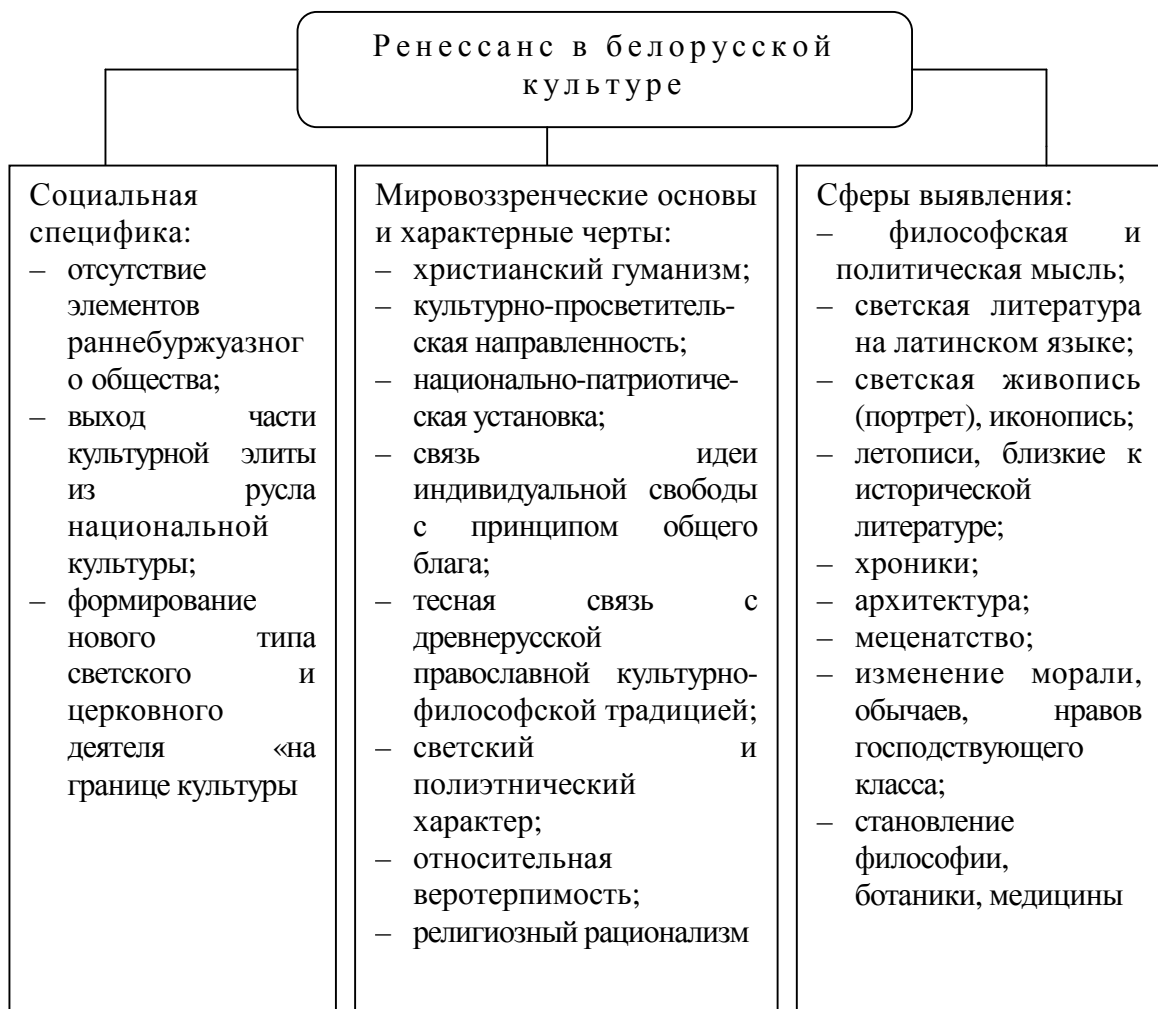 Ренессанс в белорусской
культуре
Социальная
специфика:
– отсутствие
элементов
раннебуржуазног
о общества;
– выход части
культурной элиты
из русла
национальной
культуры;
– формирование
нового типа
светского и
церковного
деятеля «на
границе культуры
Мировоззренческие основы
и характерные черты:
– христианский гуманизм;
– культурно-просветитель-
ская направленность;
– национально-патриотиче-
ская установка;
– связь идеи
индивидуальной свободы
с принципом общего
блага;
– тесная связь с
древнерусской
православной культурно-
философской традицией;
– светский и
полиэтнический
характер;
– относительная
веротерпимость;
– религиозный рационализм
Сферы выявления:
– философская и
политическая мысль;
– светская литература
на латинском языке;
– светская живопись
(портрет), иконопись;
– летописи, близкие к
исторической
литературе;
– хроники;
– архитектура;
– меценатство;
– изменение морали,
обычаев, нравов
господствующего
класса;
– становление
философии,
ботаники, медицины